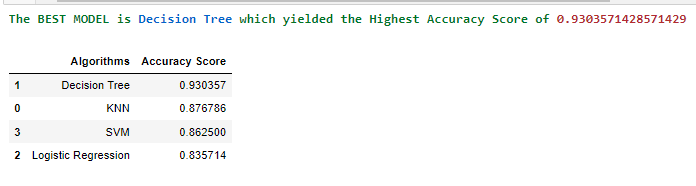 The BEST MODEL is Decision Tree which yielded the Highest Accuracy Score of 0.9303571428571429
Algorithms Accuracy Score
1 Decision Tree 0.930357
0 KNN 0.876786
3 SVM 0.862500
2 Logistic Regression 0.835714